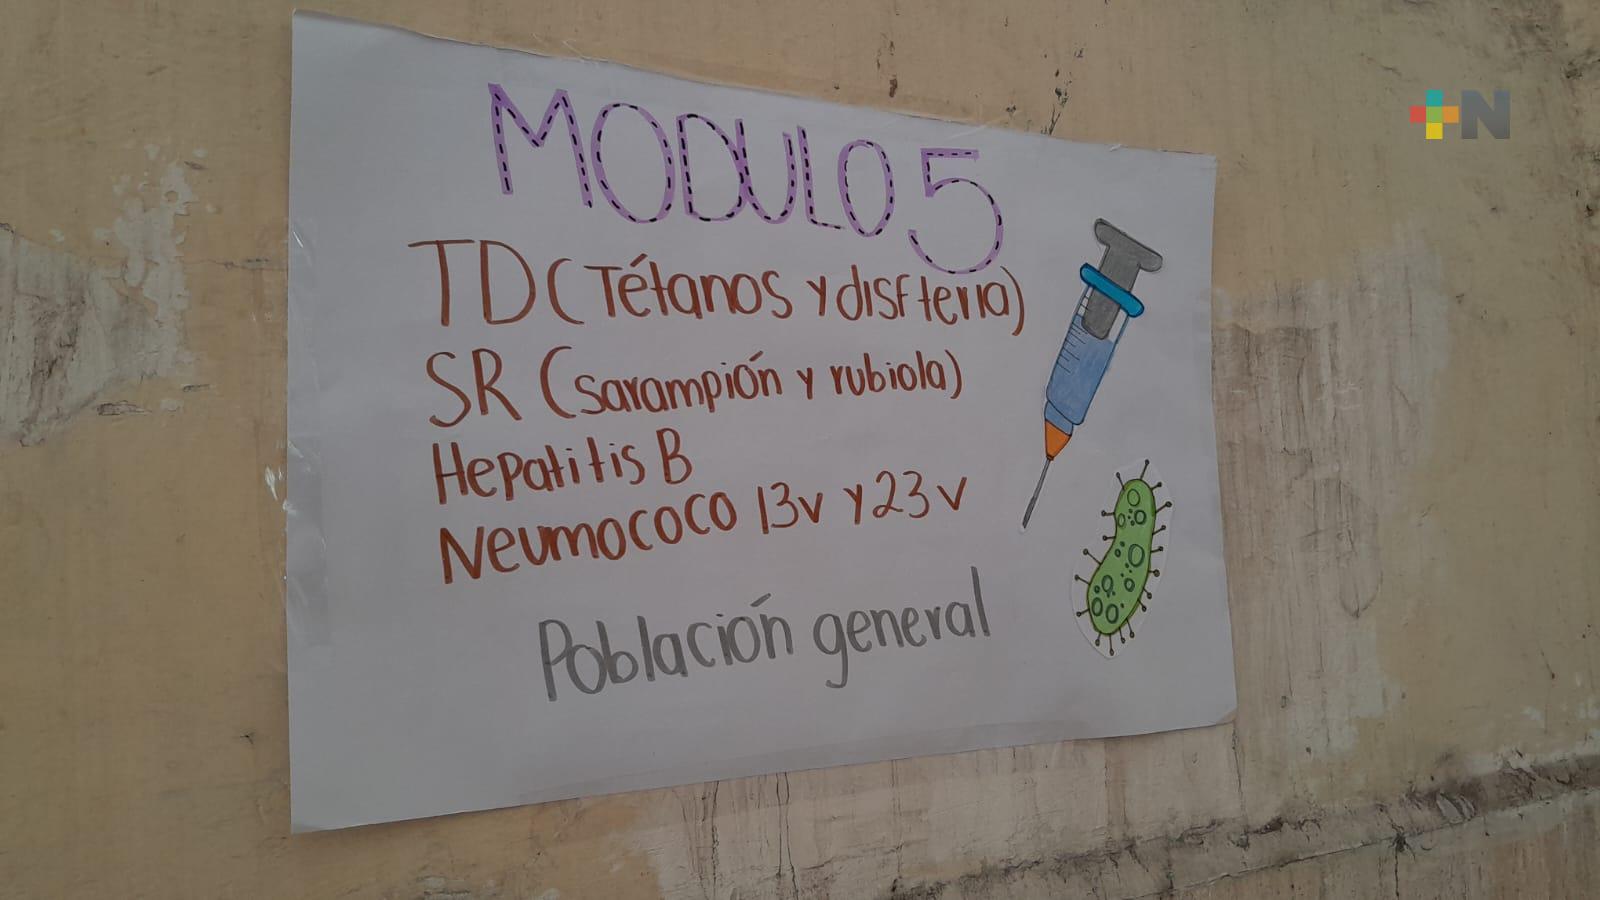 MODULO 5
TD (Tétanos y disfteria)
SR (Sarampión y rubiola)
Hepatitis B
Neumococo 13v y 23v
Población general
+N